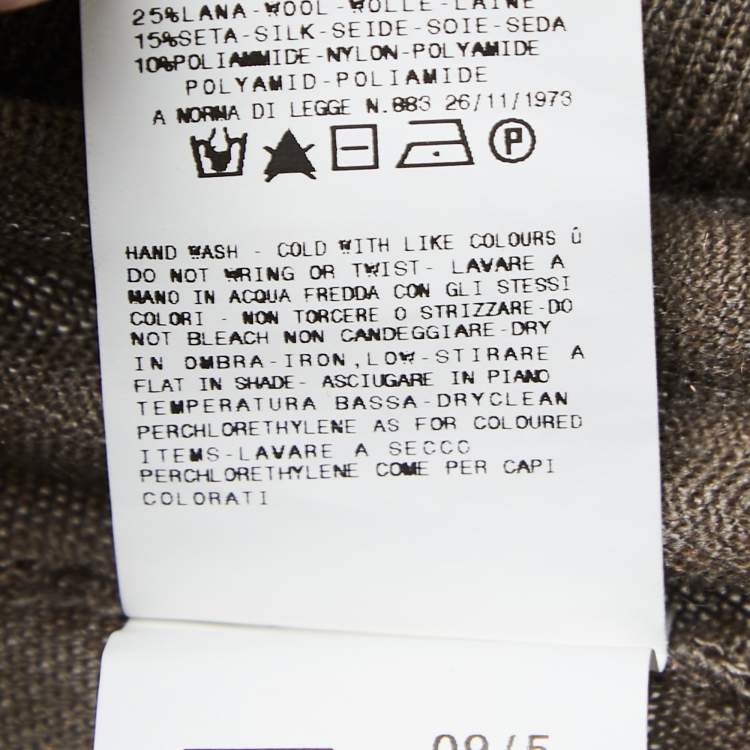 25%LANA-WOOL-WOLLE-LAINE
15%SETA-SILK-SEIDE-SOIE-SEDA
10%POLIAMMIDE-NYLON-POLYAMIDE
POLYAMID-POLIAMIDE
A NORMA DI LEGGE N.883 26/11/1973
P
HAND WASH - COLD WITH LIKE COLOURS Û
DO NOT WRING OR TWIST- LAVARE A
MANO IN ACQUA FREDDA CON GLI STESSI
COLORI - NON TORCERE O STRIZZARE-DO
NOT BLEACH NON CANDEGGIARE-DRY
IN OMBRA-IRON,LOW-STIRARE A
FLAT IN SHADE- ASCIUGARE IN PIANO
TEMPERATURA BASSA-DRYCLEAN
PERCHLORETHYLENE AS FOR COLOURED
ITEMS-LAVARE A SECCO
PERCHLORETHYLENE COME PER CAPI
COLORATI
09/5